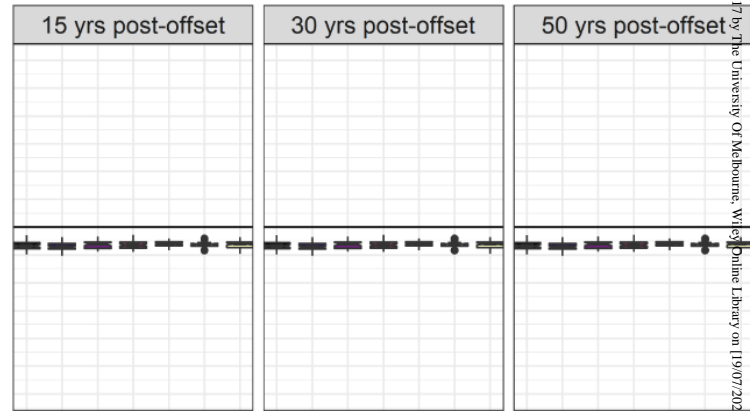 15 yrs post-offset
30 yrs post-offset
50 yrs post-offset
17 by The University Of Melbourne, Wiley Online Library on [19/07/202